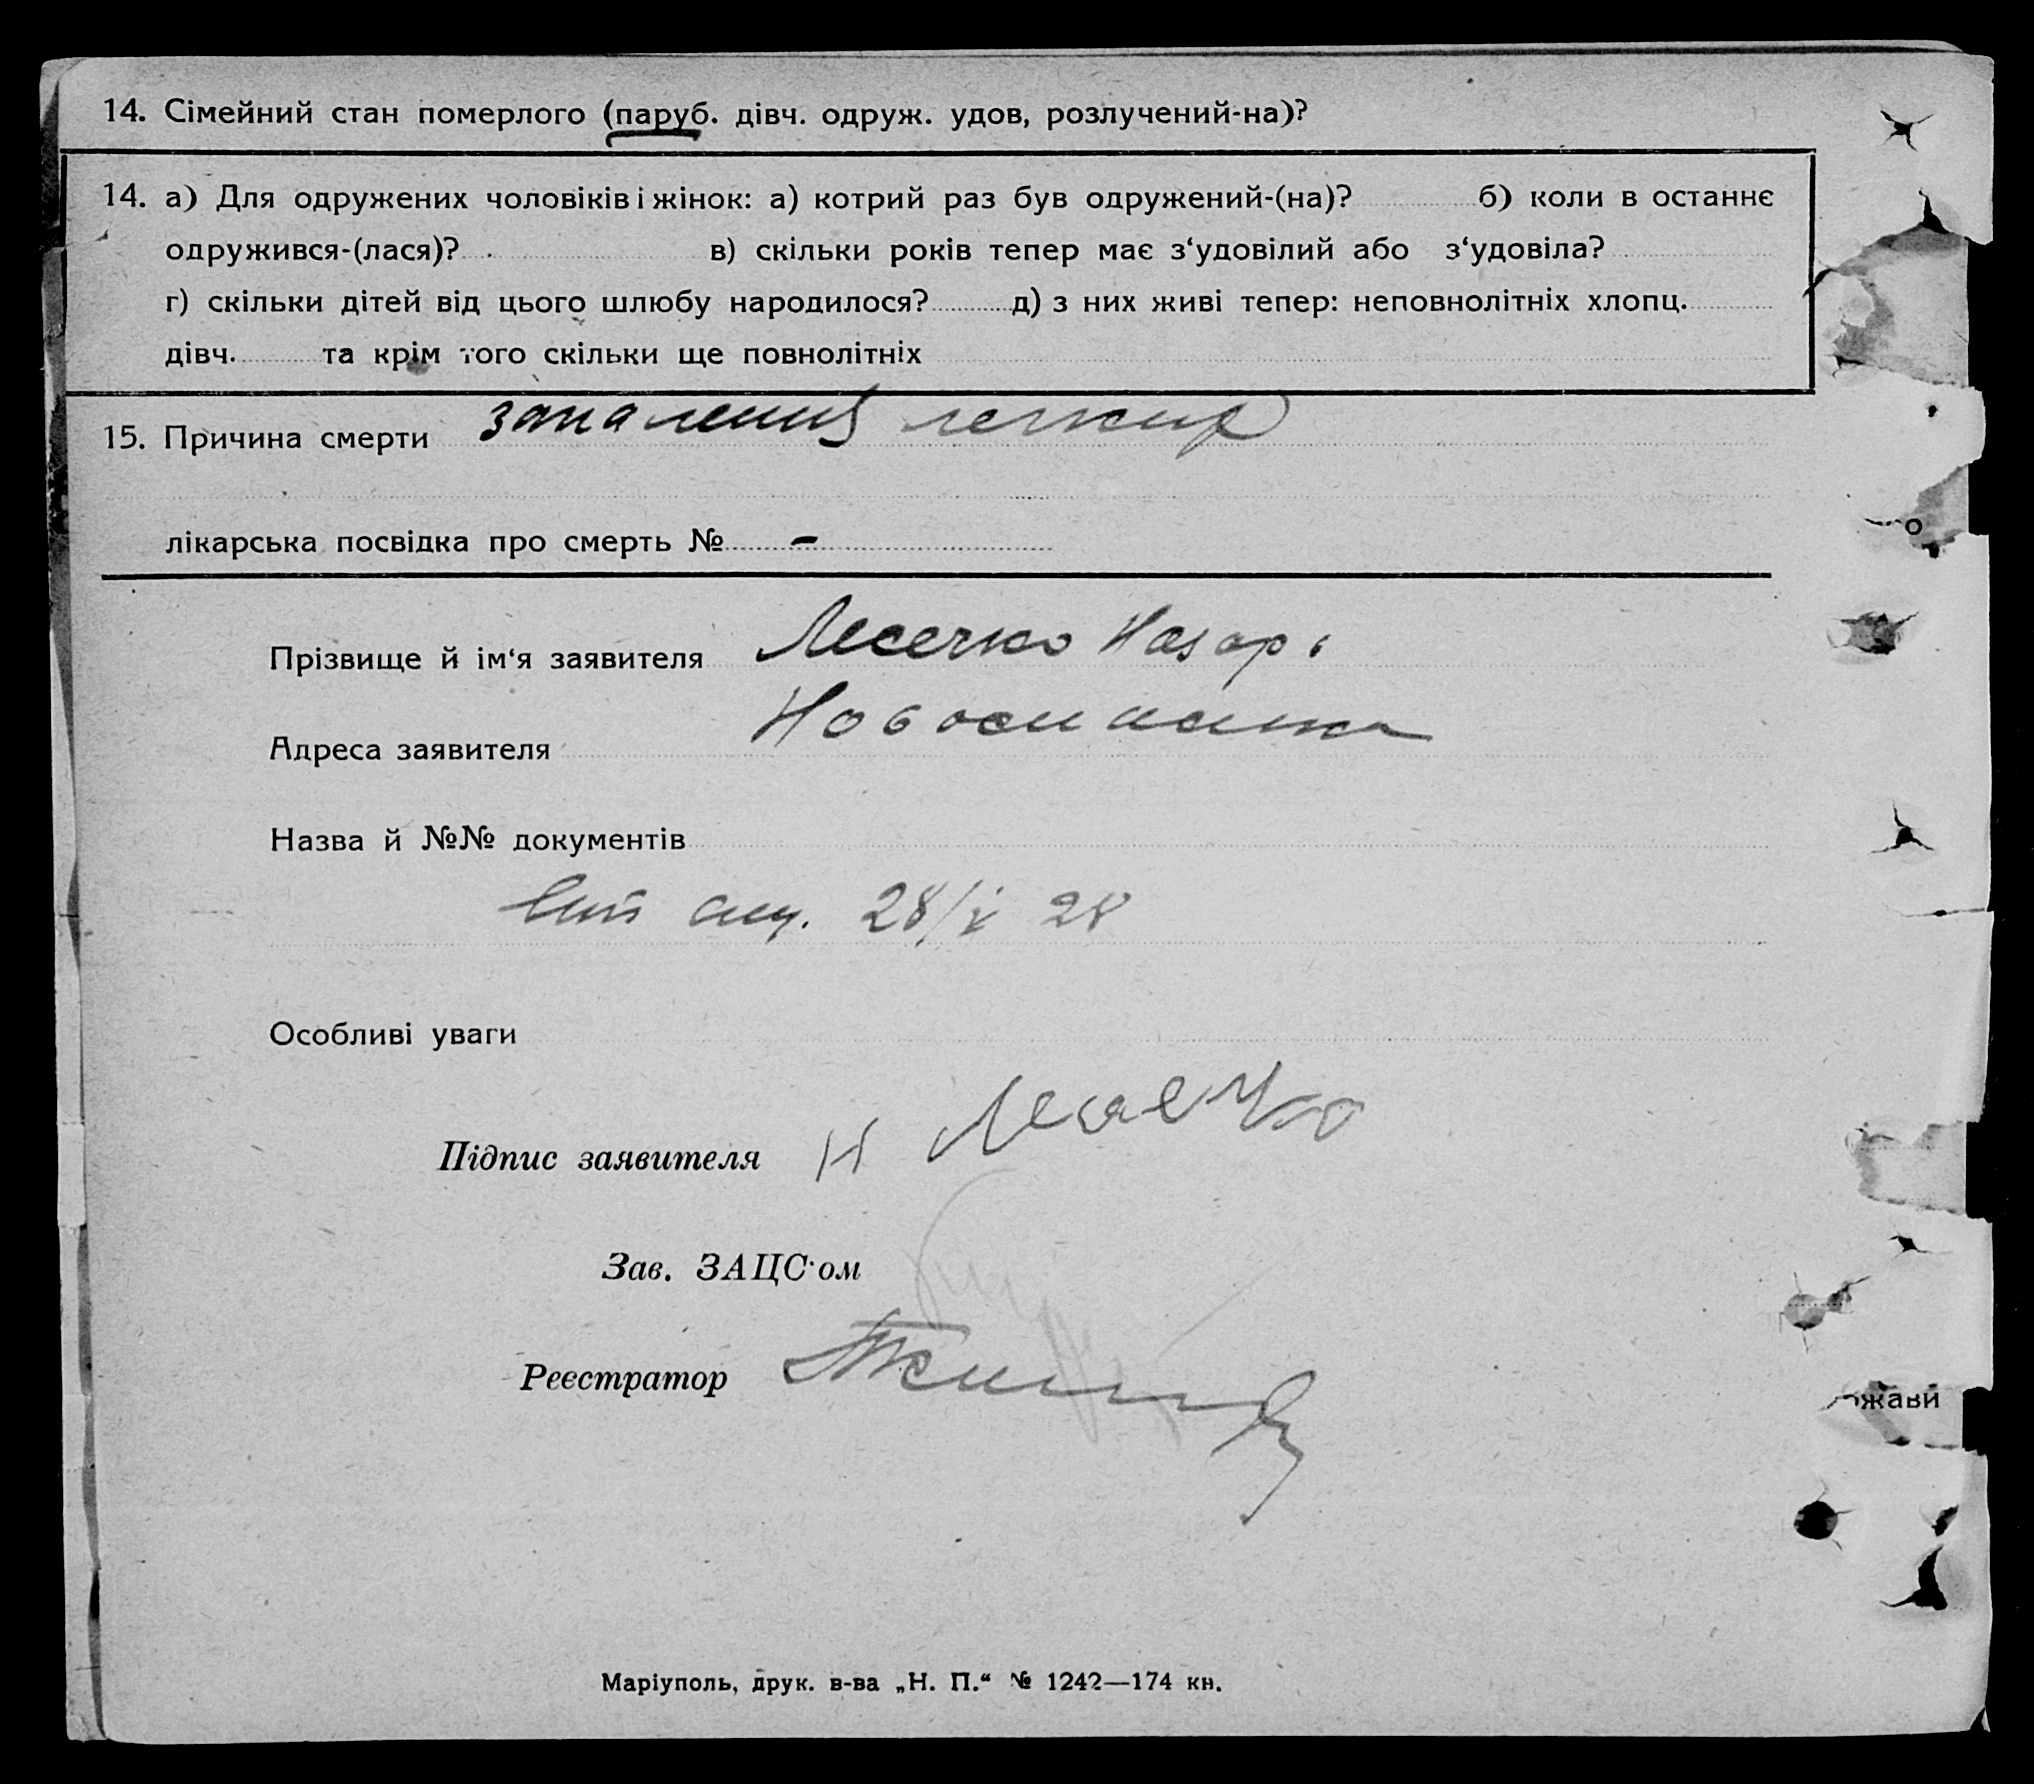 14. Сімейний стан померлого (паруб. дівч. одруж. удов, розлучений-на)?
14. а) Для одружених чоловіків і жінок: а) котрий раз був одружений-(на)? б) коли в останнє
одружився-(лася)? в) скільки років тепер має з‘удовілий або з‘удовіла?
г) скільки дітей від цього шлюбу народилося? д) з них живі тепер: неповнолітніх хлопц.
дівч. та крім того скільки ще повнолітніх
15. Причина смерти запалення легких
лікарська посвідка про смерть № -
Прізвище й ім‘я заявителя Лесечко Назар
Адреса заявителя
Назва й №№ документів
28/V 28
Особливі уваги
Підпис заявителя Н Лесечко
Зав. ЗАЦС‘ом
Реєстратор
жави
Маріуполь, друк. в-ва „Н. П.“ № 1242—174 кн.